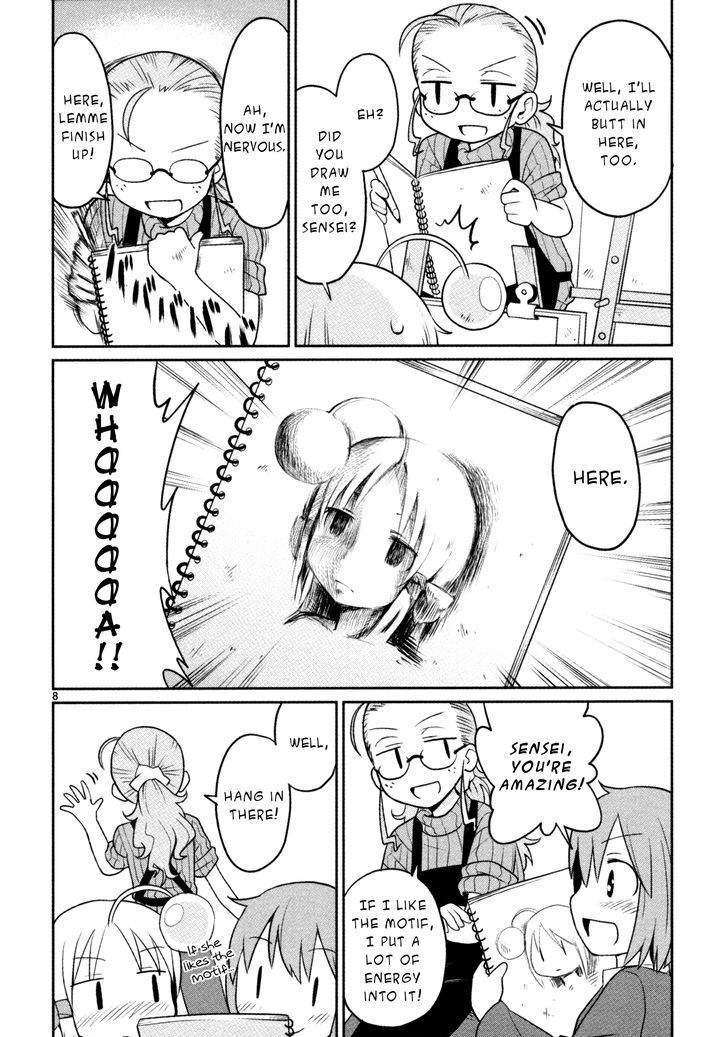 WELL, I'LL
ACTUALLY
BUTT IN
HERE,
TOO.
EH?
DID
YOU
DRAW
ME
TOO,
SENSEI?
AH,
NOW I'M
NERVOUS.
HERE,
LEMME
FINISH
UP!
HERE.
WHOOOOOA!!
8
SENSEI,
YOU'RE
AMAZING!
IF I LIKE
THE MOTIF,
I PUT A
LOT OF
ENERGY
INTO IT!
WELL,
HANG IN
THERE!
If she
likes the
motif!